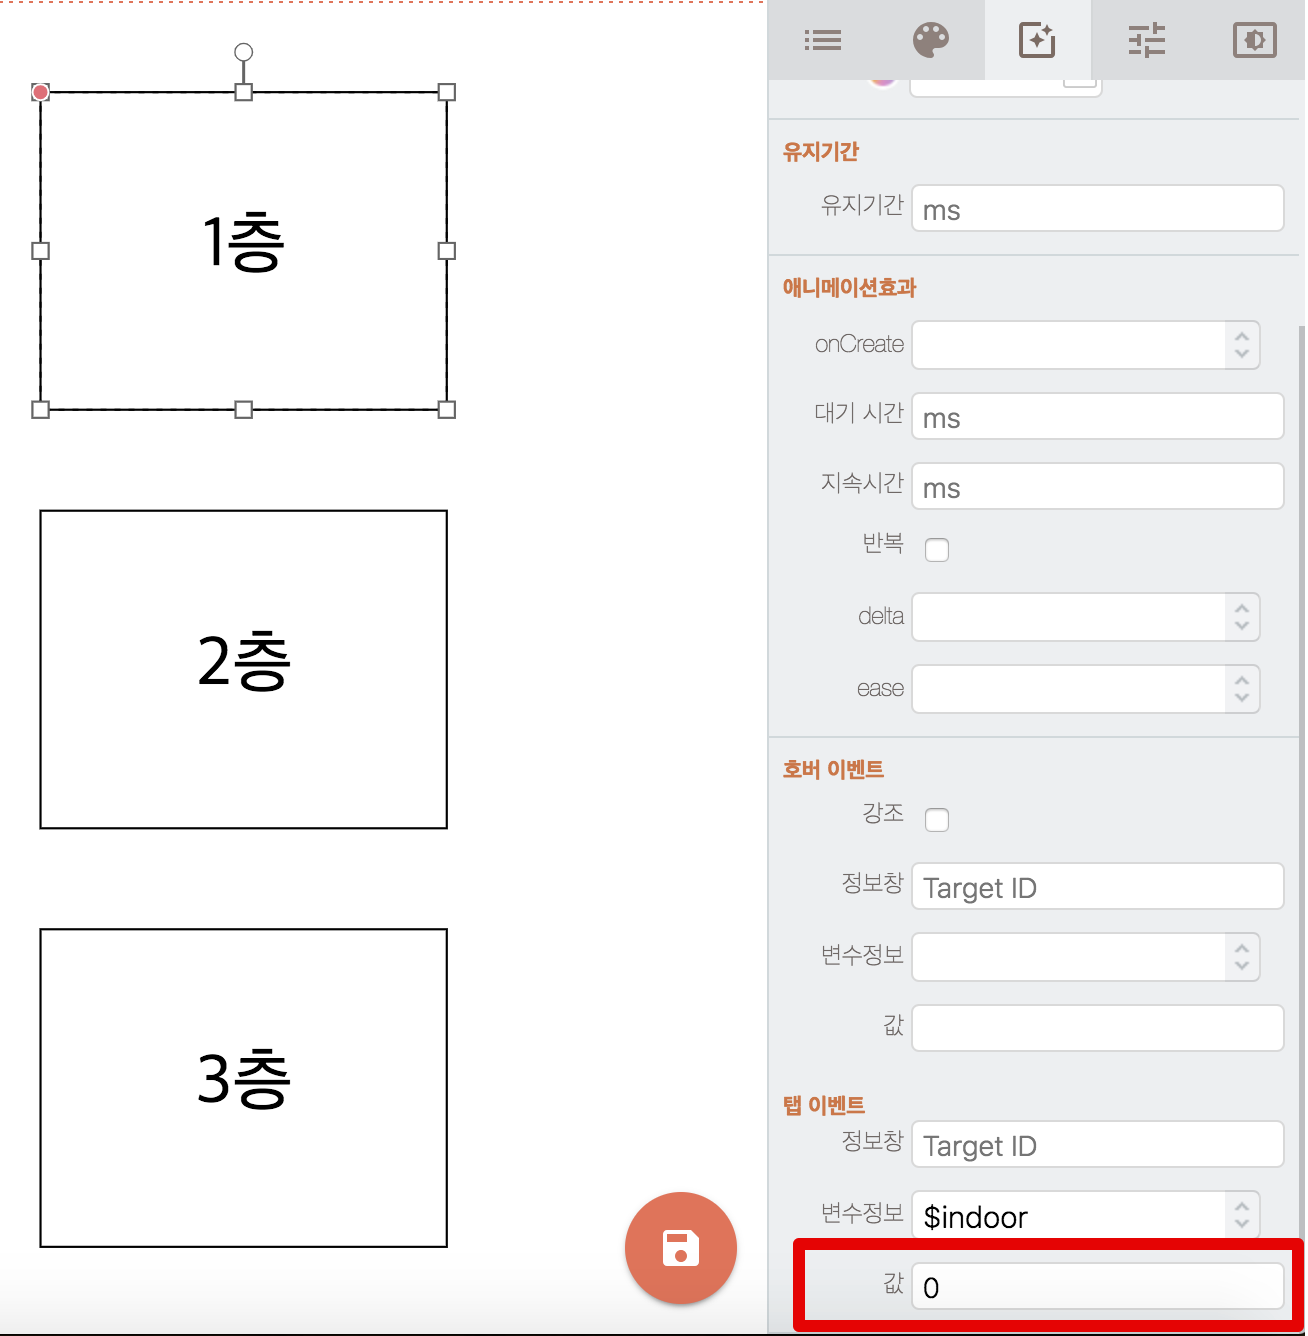 1층
2층
3층
유지기간
유지기간 ms
애니메이션효과
onCreate
대기 시간 ms
지속시간 ms
반복
delta
ease
호버 이벤트
강조
정보창 Target ID
변수정보
값
탭 이벤트
정보창 Target ID
변수정보 $indoor
값 0